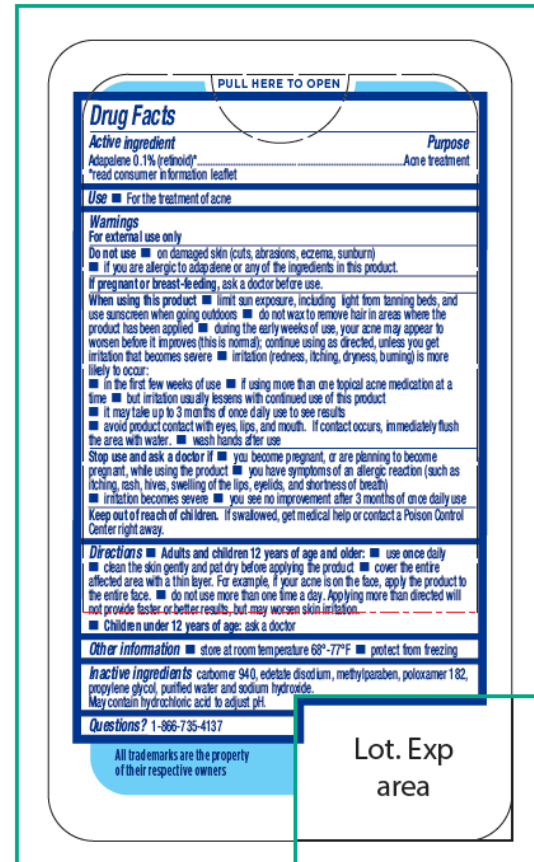 PULL HERE TO OPEN
Drug Facts
Active ingredient Purpose
Adapalene 0.1% (retinoid)*.......................................................Acne treatment
*read consumer information leaflet
Use ■ For the treatment of acne
Warnings
For external use only
Do not use ■ on damaged skin (cuts, abrasions, eczema, sunburn)
■ if you are allergic to adapalene or any of the ingredients in this product.
If pregnant or breast-feeding, ask a doctor before use.
When using this product ■ limit sun exposure, including light from tanning beds, and
use sunscreen when going outdoors ■ do not wax to remove hair in areas where the
product has been applied ■ during the early weeks of use, your acne may appear to
worsen before it improves (this is normal); continue using as directed, unless you get
irritation that becomes severe ■ irritation (redness, itching, dryness, burning) is more
likely to occur:
■ in the first few weeks of use ■ if using more than one topical acne medication at a
time ■ but irritation usually lessens with continued use of this product
■ it may take up to 3 months of once daily use to see results
■ avoid product contact with eyes, lips, and mouth. If contact occurs, immediately flush
the area with water. ■ wash hands after use
Stop use and ask a doctor if ■ you become pregnant, or are planning to become
pregnant, while using the product ■ you have symptoms of an allergic reaction (such as
itching, rash, hives, swelling of the lips, eyelids, and shortness of breath)
■ irritation becomes severe ■ you see no improvement after 3 months of once daily use
Keep out of reach of children. If swallowed, get medical help or contact a Poison Control
Center right away.
Directions ■ Adults and children 12 years of age and older: ■ use once daily
■ clean the skin gently and pat dry before applying the product ■ cover the entire
affected area with a thin layer. For example, if your acne is on the face, apply the product to
the entire face. ■ do not use more than one time a day. Applying more than directed will
not provide faster or better results, but may worsen skin irritation.
■ Children under 12 years of age: ask a doctor
Other information ■ store at room temperature 68°-77°F ■ protect from freezing
Inactive ingredients carbomer 940, edetate disodium, methylparaben, poloxamer 182,
propylene glycol, purified water and sodium hydroxide.
May contain hydrochloric acid to adjust pH.
Questions? 1-866-735-4137
All trademarks are the property
of their respective owners
Lot. Exp
area